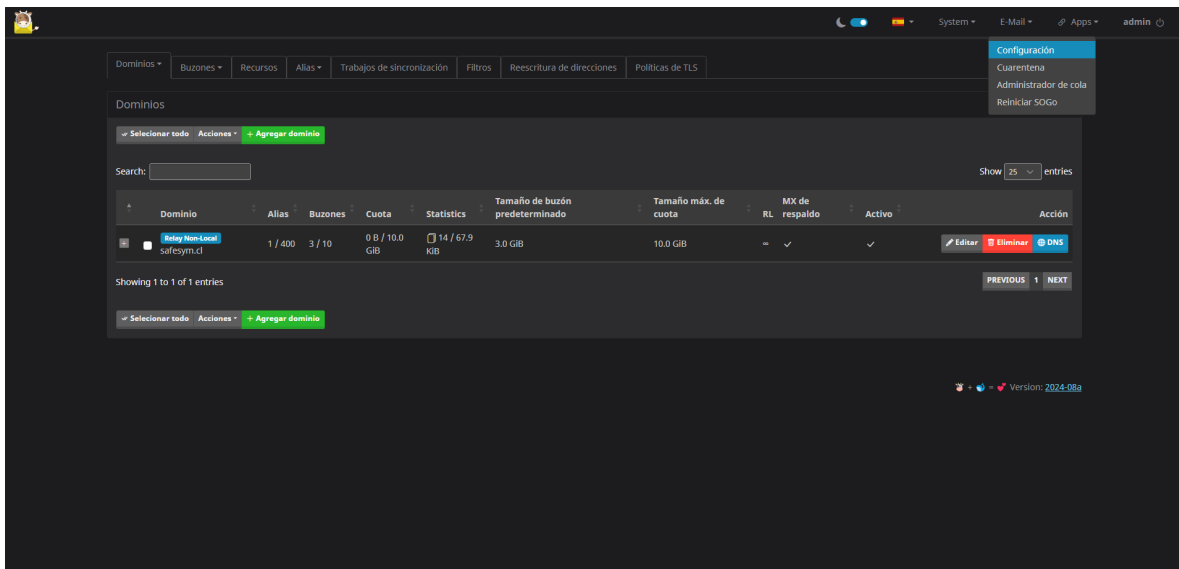 System E-Mail Apps admin
Configuración
Cuarentena
Administrador de cola
Reiniciar SOGo
Dominios Buzones Recursos Alias Trabajos de sincronización Filtros Reescritura de direcciones Políticas de TLS
Dominios
Selecionar todo Acciones + Agregar dominio
Search: Show 25 entries
Dominio Alias Buzones Cuota Statistics Tamaño de buzón predeterminado Tamaño máx. de cuota RL MX de respaldo Activo Acción
Relay Non-Local
safesym.cl 1 / 400 3 / 10 0 B / 10.0 GiB 14 / 67.9 KiB 3.0 GiB 10.0 GiB ∞ ✓ ✓ Editar Eliminar DNS
Showing 1 to 1 of 1 entries PREVIOUS 1 NEXT
Selecionar todo Acciones + Agregar dominio
🐮 + 🐋 = 💕 Version: 2024-08a